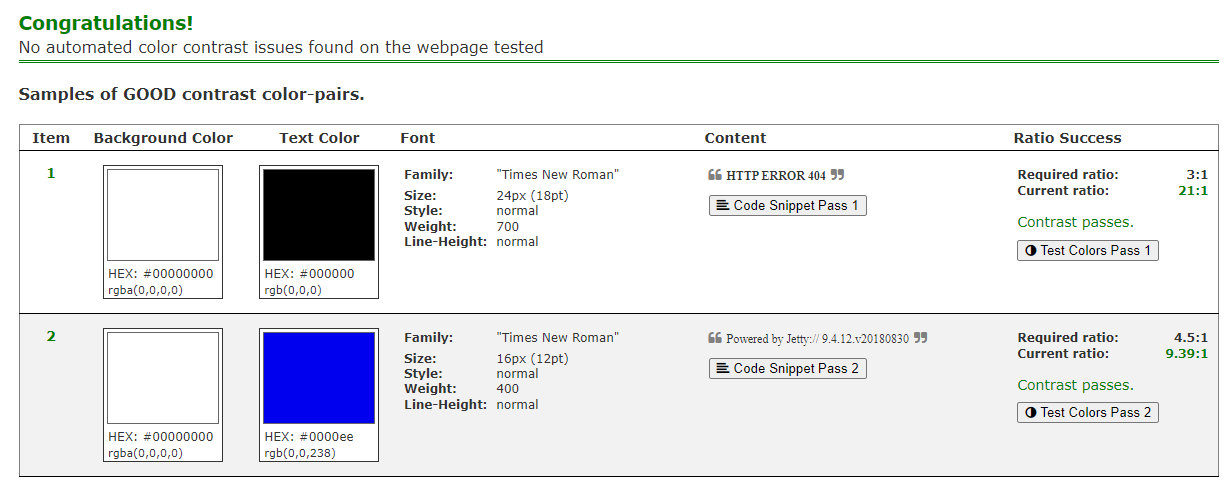 Congratulations!
No automated color contrast issues found on the webpage tested
Samples of GOOD contrast color-pairs.
Item Background Color Text Color Font Content Ratio Success
1
HEX: #00000000
rgba(0,0,0,0)
HEX: #000000
rgb(0,0,0)
Family: "Times New Roman"
Size: 24px (18pt)
Style: normal
Weight: 700
Line-Height: normal
❝ HTTP ERROR 404 ❞
Code Snippet Pass 1
Required ratio: 3:1
Current ratio: 21:1
Contrast passes.
Test Colors Pass 1
2
HEX: #00000000
rgba(0,0,0,0)
HEX: #0000ee
rgb(0,0,238)
Family: "Times New Roman"
Size: 16px (12pt)
Style: normal
Weight: 400
Line-Height: normal
❝ Powered by Jetty:// 9.4.12.v20180830 ❞
Code Snippet Pass 2
Required ratio: 4.5:1
Current ratio: 9.39:1
Contrast passes.
Test Colors Pass 2